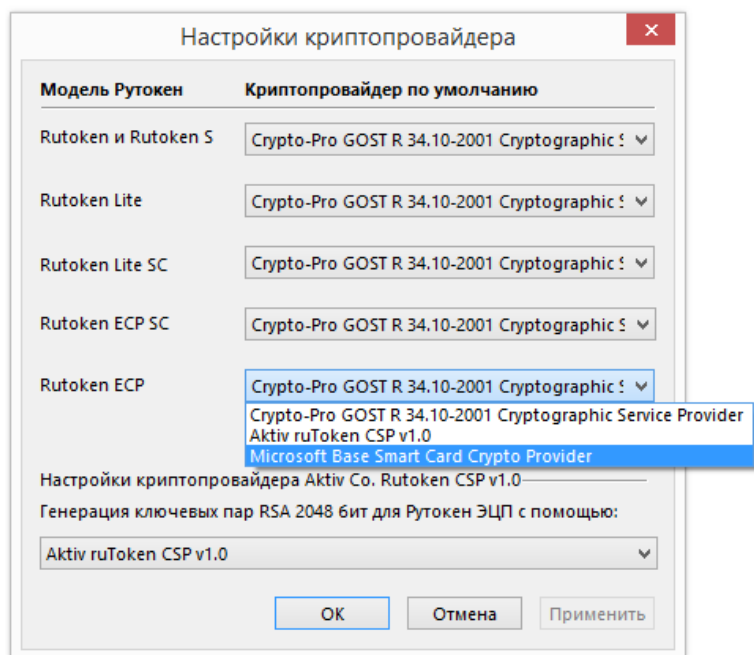 Настройки криптопровайдера
Модель Рутокен Криптопровайдер по умолчанию
Rutoken и Rutoken S Crypto-Pro GOST R 34.10-2001 Cryptographic S
Rutoken Lite Crypto-Pro GOST R 34.10-2001 Cryptographic S
Rutoken Lite SC Crypto-Pro GOST R 34.10-2001 Cryptographic S
Rutoken ECP SC Crypto-Pro GOST R 34.10-2001 Cryptographic S
Rutoken ECP Crypto-Pro GOST R 34.10-2001 Cryptographic S
Crypto-Pro GOST R 34.10-2001 Cryptographic Service Provider
Aktiv ruToken CSP v1.0
Microsoft Base Smart Card Crypto Provider
Настройки криптопровайдера Aktiv Co. Rutoken CSP v1.0
Генерация ключевых пар RSA 2048 бит для Рутокен ЭЦП с помощью:
Aktiv ruToken CSP v1.0
ОК Отмена Применить